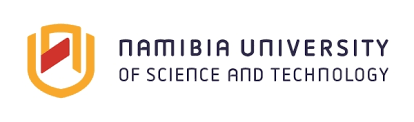 NAMIBIA UNIVERSITY
OF SCIENCE AND TECHNOLOGY